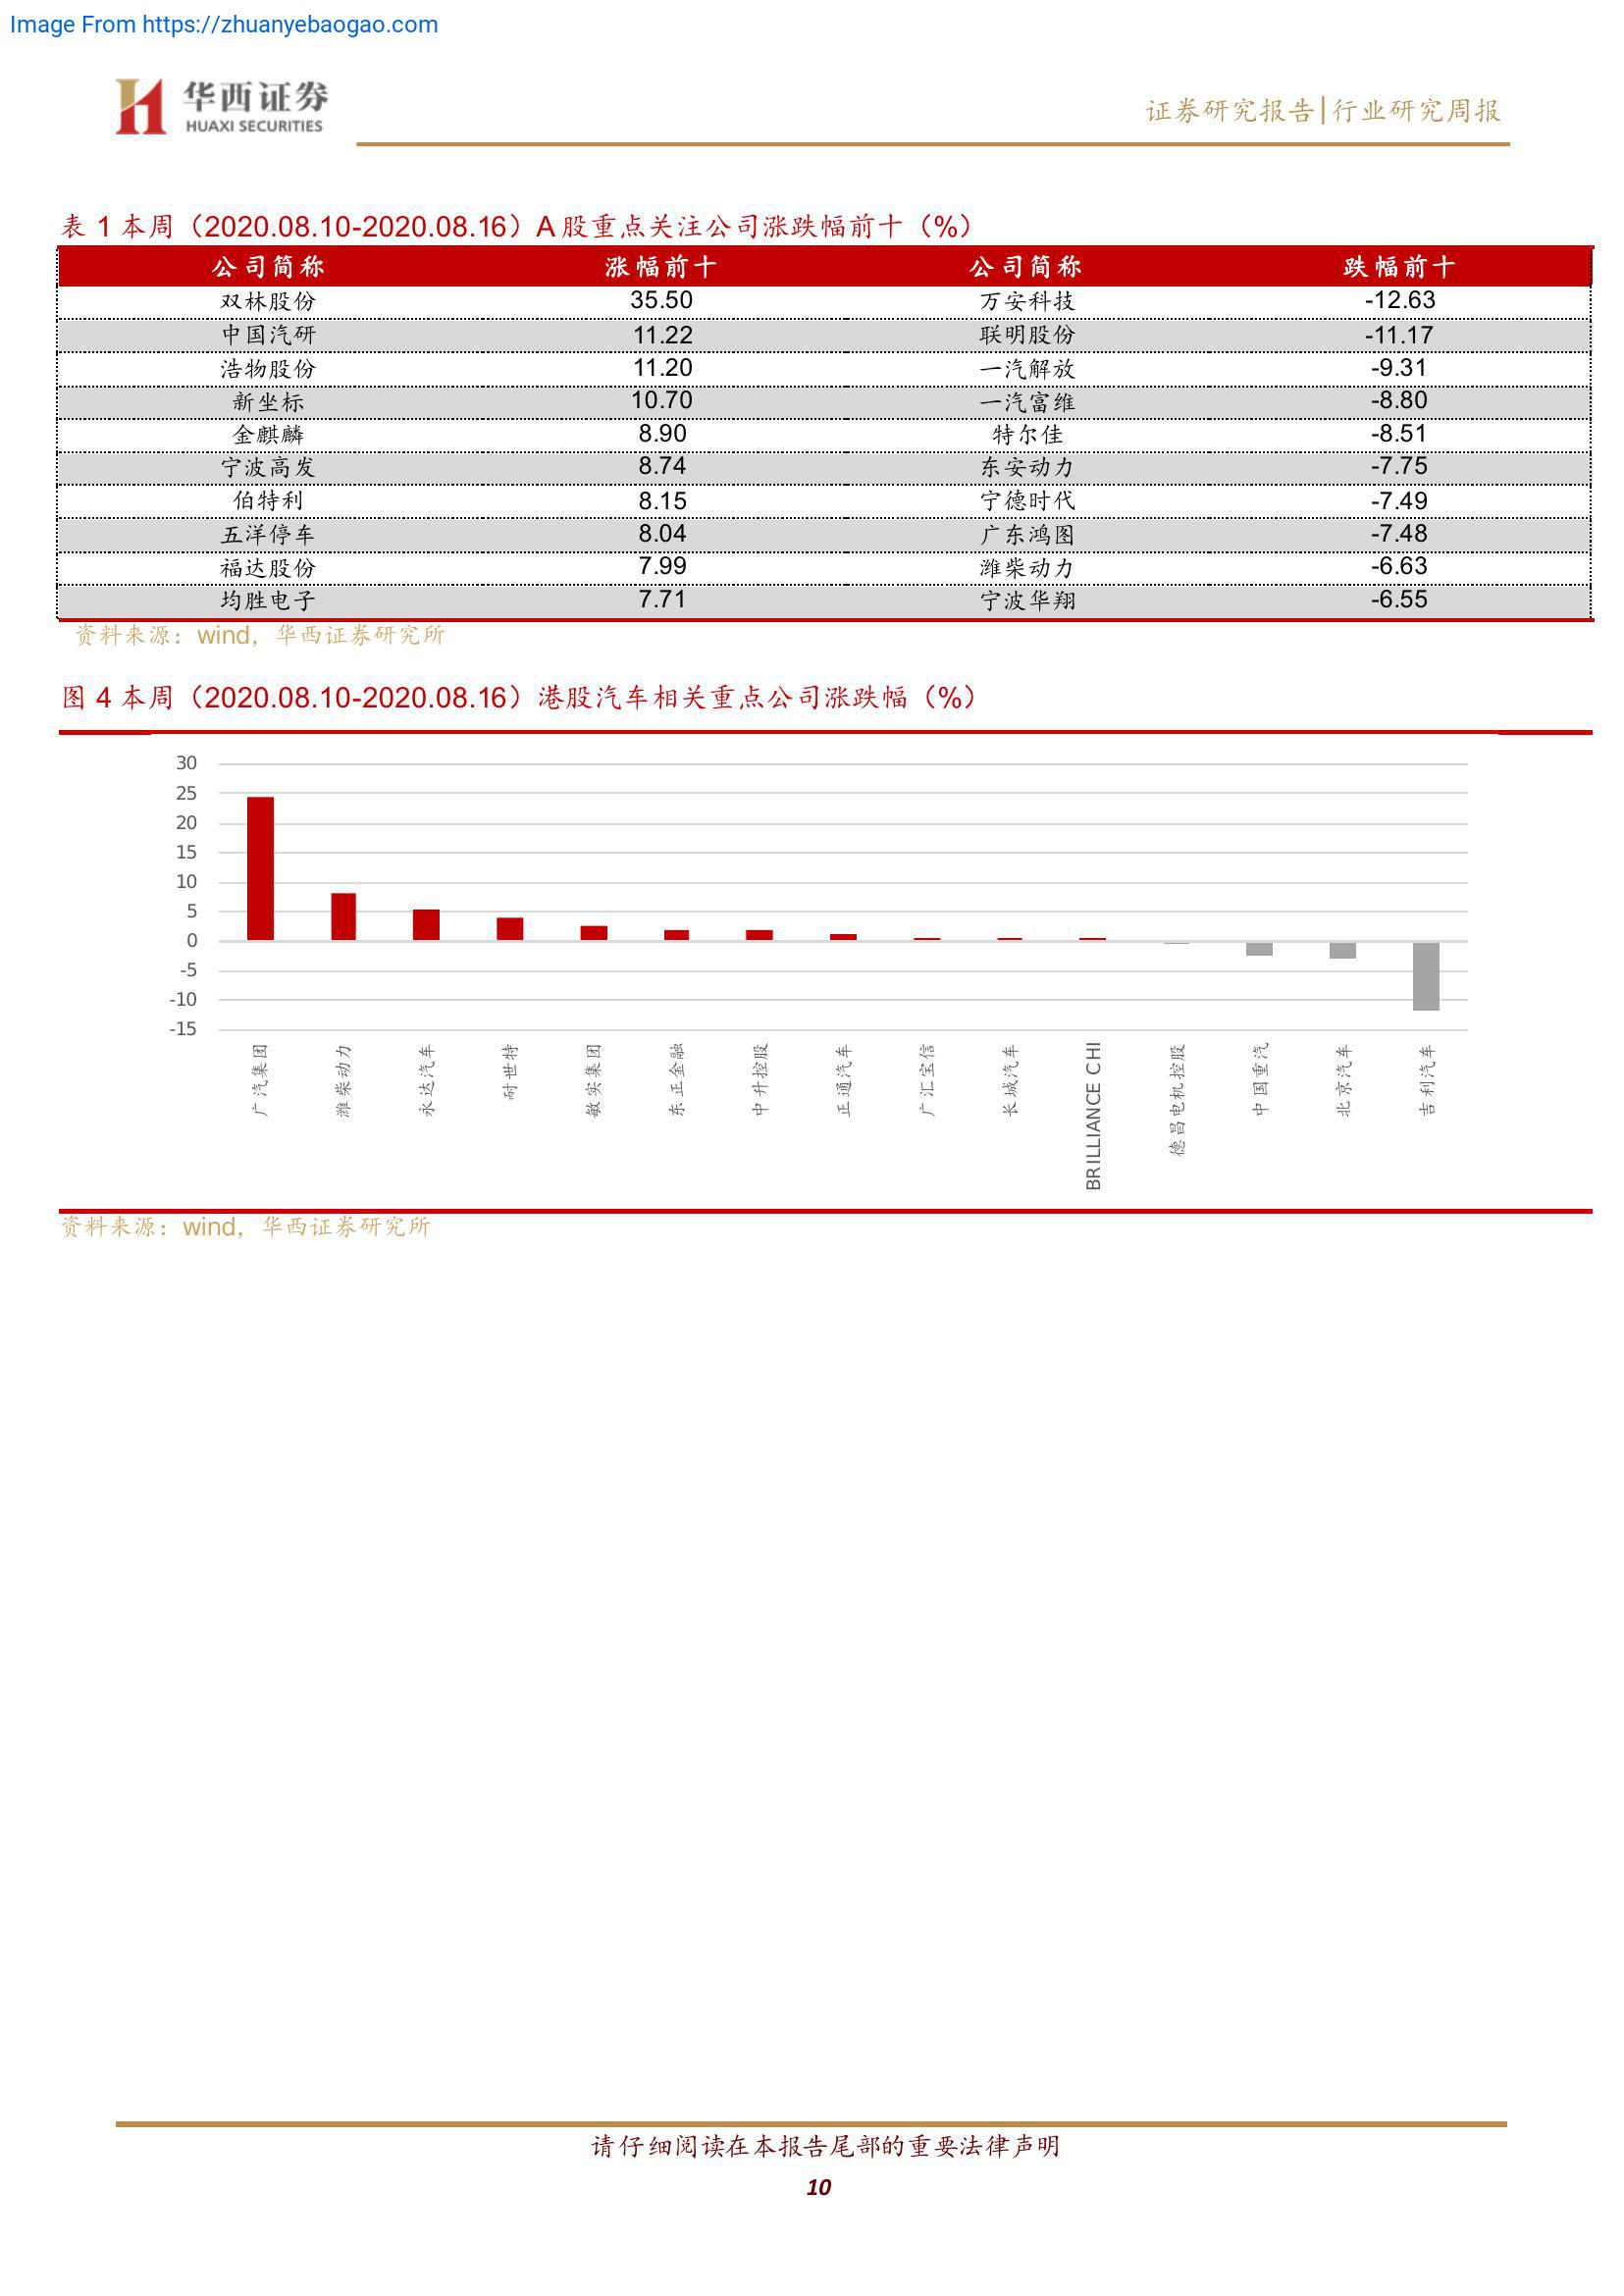 Image From https://zhuanyebaogao.com
华西证券
HUAXI SECURITIES
证券研究报告|行业研究周报
表 1 本周（2020.08.10-2020.08.16）A 股重点关注公司涨跌幅前十（%）
公司简称 涨幅前十 公司简称 跌幅前十
双林股份 35.50 万安科技 -12.63
中国汽研 11.22 联明股份 -11.17
浩物股份 11.20 一汽解放 -9.31
新坐标 10.70 一汽富维 -8.80
金麒麟 8.90 特尔佳 -8.51
宁波高发 8.74 东安动力 -7.75
伯特利 8.15 宁德时代 -7.49
五洋停车 8.04 广东鸿图 -7.48
福达股份 7.99 潍柴动力 -6.63
均胜电子 7.71 宁波华翔 -6.55
资料来源：wind，华西证券研究所
图 4 本周（2020.08.10-2020.08.16）港股汽车相关重点公司涨跌幅（%）
30
25
20
15
10
5
0
-5
-10
-15
广汽集团
潍柴动力
永达汽车
耐世特
敏实集团
东正金融
中升控股
正通汽车
广汇宝信
长城汽车
BRILLIANCE CHI
德昌电机控股
中国重汽
北京汽车
吉利汽车
资料来源：wind，华西证券研究所
请仔细阅读在本报告尾部的重要法律声明
10